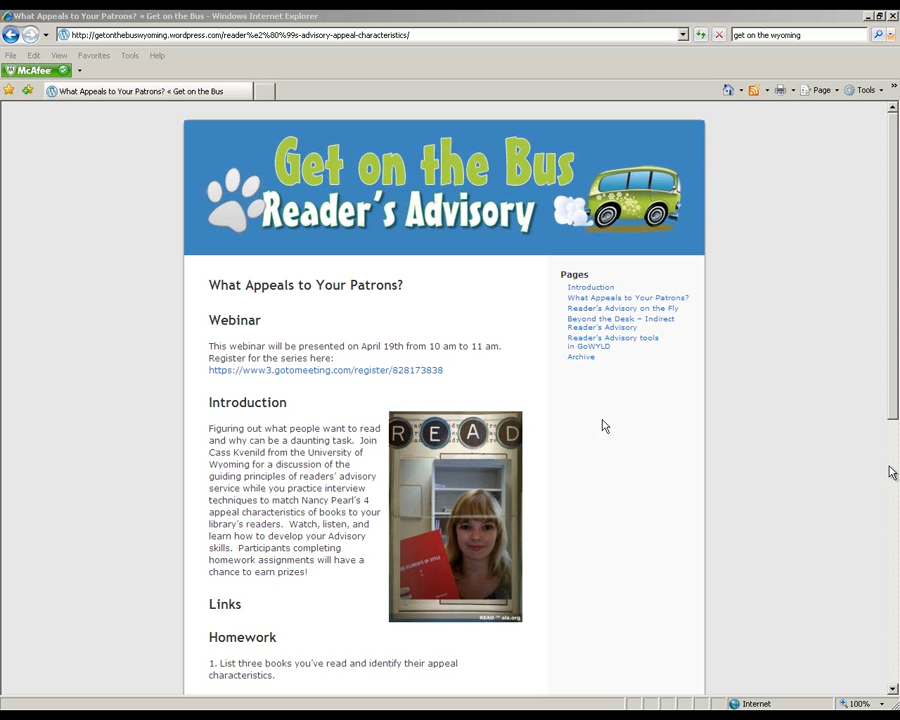 What Appeals to Your Patrons? « Get on the Bus - Windows Internet Explorer
http://getonthebuswyoming.wordpress.com/reader%e2%80%99s-advisory-appeal-characteristics/
get on the wyoming
File Edit View Favorites Tools Help
McAfee
What Appeals to Your Patrons? « Get on the Bus
Page Tools
Get on the Bus
Reader's Advisory
What Appeals to Your Patrons?
Webinar
This webinar will be presented on April 19th from 10 am to 11 am.
Register for the series here:
https://www3.gotomeeting.com/register/828173838
Introduction
Figuring out what people want to read
and why can be a daunting task. Join
Cass Kvenild from the University of
Wyoming for a discussion of the
guiding principles of readers' advisory
service while you practice interview
techniques to match Nancy Pearl's 4
appeal characteristics of books to your
library's readers. Watch, listen, and
learn how to develop your Advisory
skills. Participants completing
homework assignments will have a
chance to earn prizes!
READ
THE ELEMENTS OF STYLE
READ ™ ala.org
Links
Homework
1. List three books you've read and identify their appeal
characteristics.
Pages
Introduction
What Appeals to Your Patrons?
Reader's Advisory on the Fly
Beyond the Desk – Indirect
Reader's Advisory
Reader's Advisory tools
in GoWYLD
Archive
Internet
100%